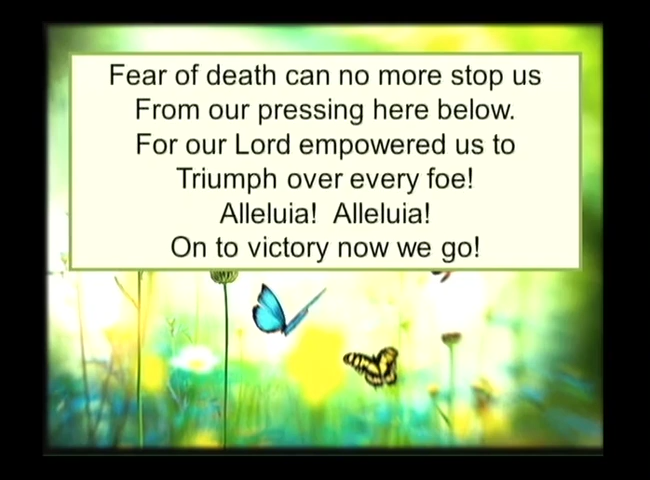 Fear of death can no more stop us
From our pressing here below.
For our Lord empowered us to
Triumph over every foe!
Alleluia!  Alleluia!
On to victory now we go!